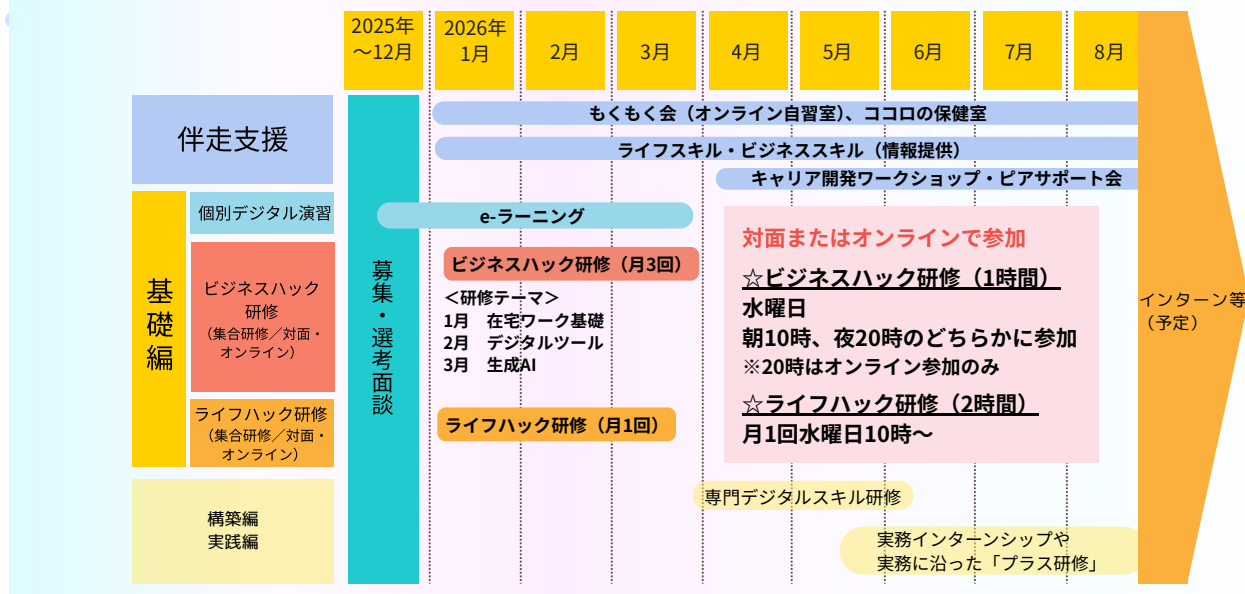 2025年
～12月
2026年
1月
2月
3月
4月
5月
6月
7月
8月
伴走支援
もくもく会（オンライン自習室）、ココロの保健室
ライフスキル・ビジネススキル（情報提供）
キャリア開発ワークショップ・ピアサポート会
募集・選考面談
基礎編
個別デジタル演習
e-ラーニング
ビジネスハック
研修
（集合研修／対面・
オンライン）
ビジネスハック研修（月3回）
＜研修テーマ＞
1月　在宅ワーク基礎
2月　デジタルツール
3月　生成AI
ライフハック研修
（集合研修／対面・
オンライン）
ライフハック研修（月1回）
対面またはオンラインで参加
☆ビジネスハック研修（1時間）
水曜日
朝10時、夜20時のどちらかに参加
※20時はオンライン参加のみ
☆ライフハック研修（2時間）
月1回水曜日10時～
インターン等
（予定）
構築編
実践編
専門デジタルスキル研修
実務インターンシップや
実務に沿った「プラス研修」